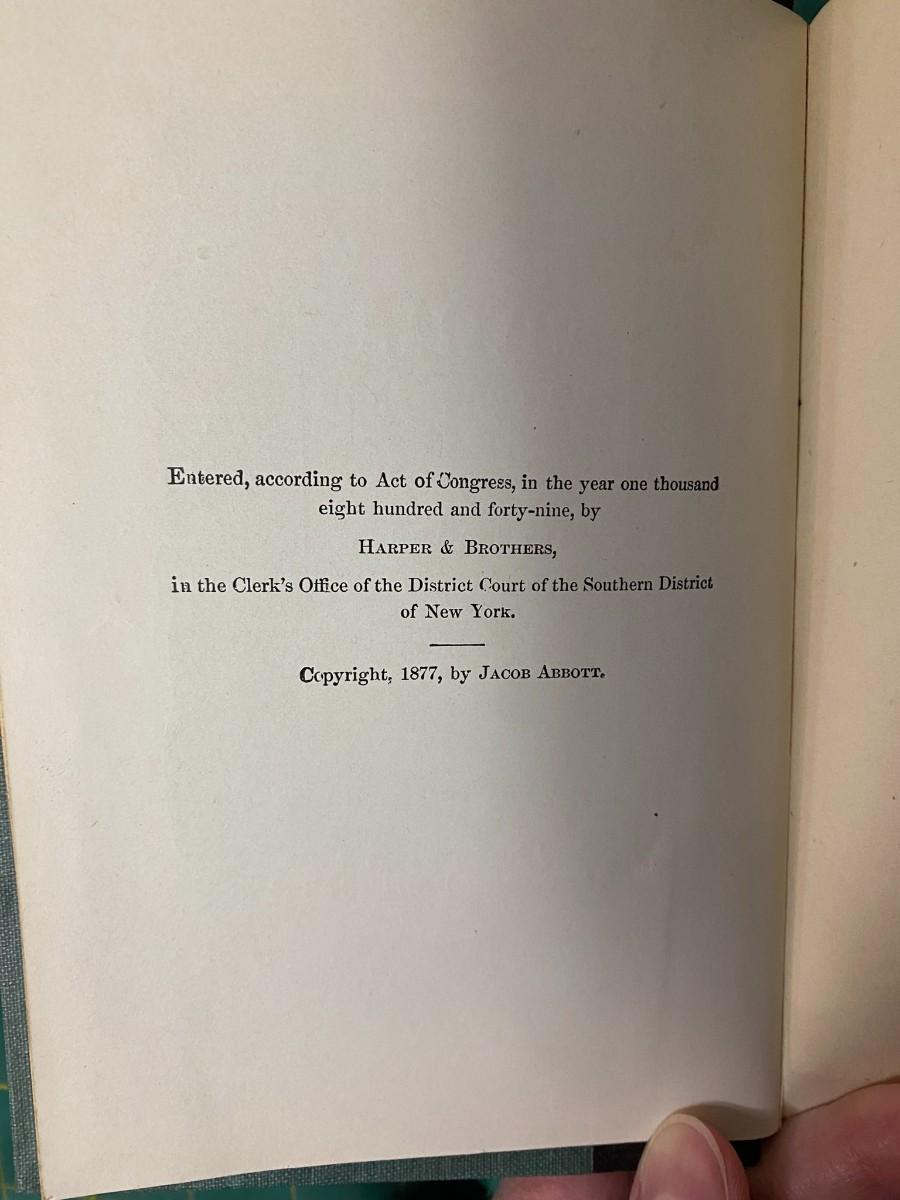 Entered, according to Act of Congress, in the year one thousand
eight hundred and forty-nine, by
HARPER & BROTHERS,
in the Clerk's Office of the District Court of the Southern District
of New York.
Copyright, 1877, by JACOB ABBOTT.